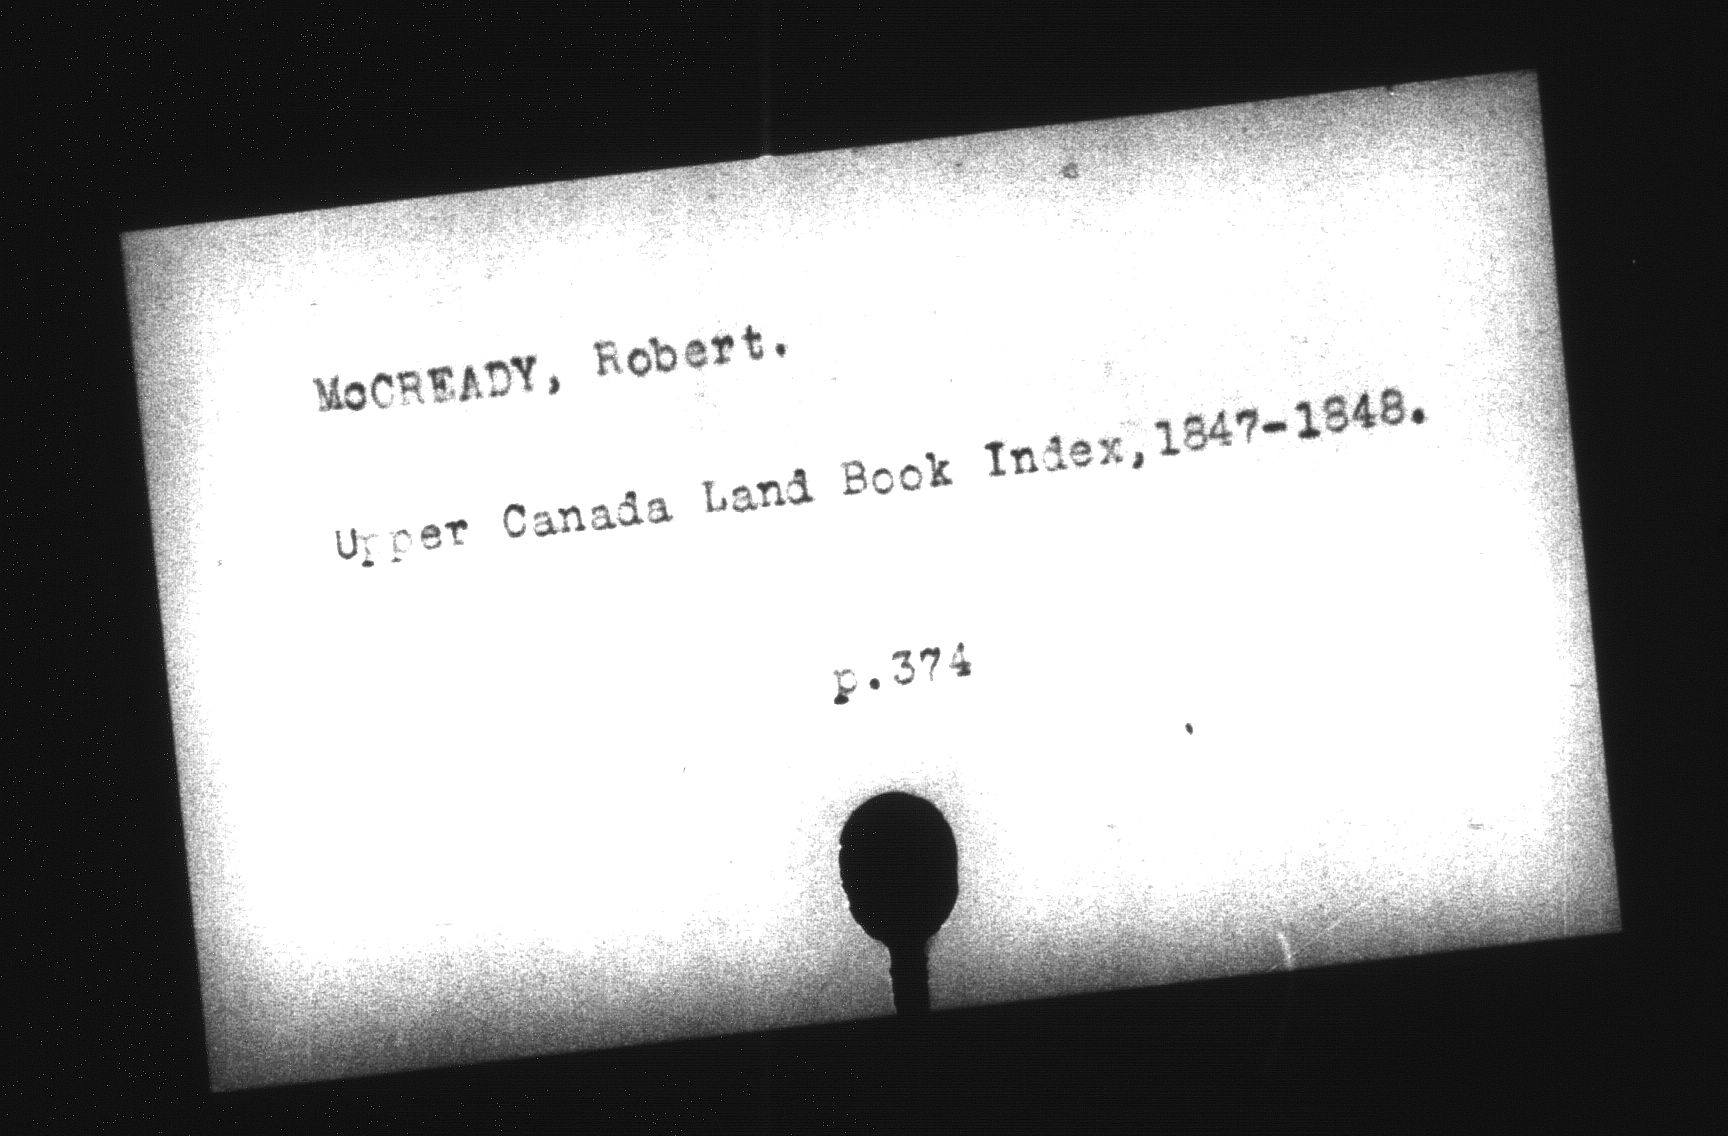 McCREADY, Robert.
Upper Canada Land Book Index,1847-1848.
p.374